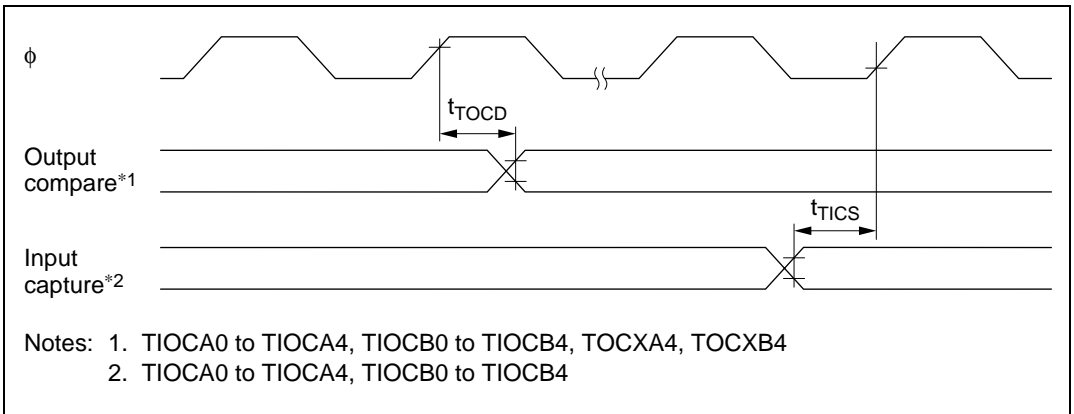 ϕ
tTOCD
Output
compare*1
tTICS
Input
capture*2
Notes: 1. TIOCA0 to TIOCA4, TIOCB0 to TIOCB4, TOCXA4, TOCXB4
2. TIOCA0 to TIOCA4, TIOCB0 to TIOCB4